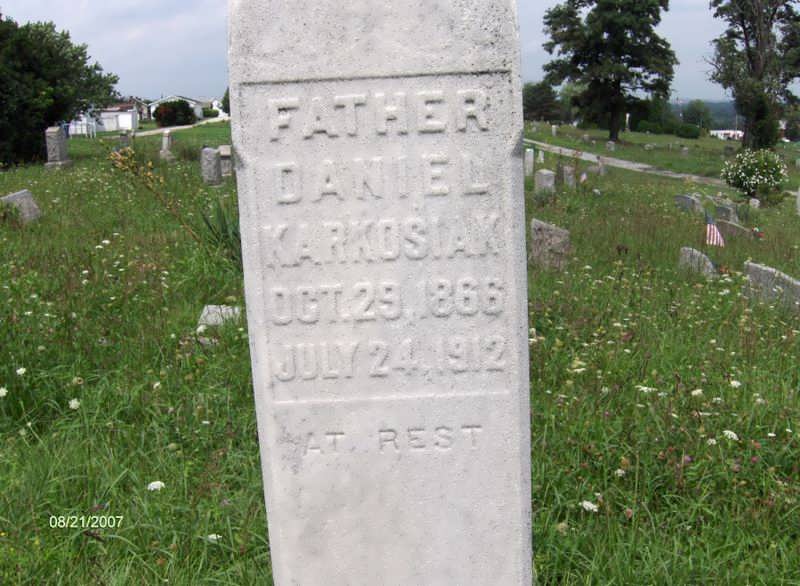 FATHER
DANIEL
KARKOSIAK
OCT. 29, 1866
JULY 24, 1912
AT REST
08/21/2007